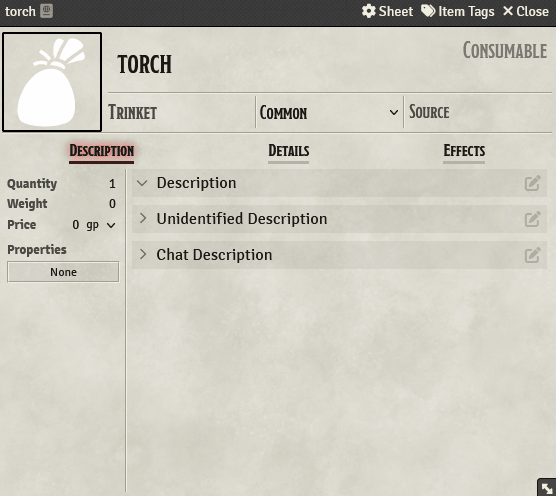 torch Sheet Item Tags Close
TORCH Consumable
Trinket Common Source
Description Details Effects
Quantity 1
Weight 0
Price 0 gp
Properties
None
Description
Unidentified Description
Chat Description